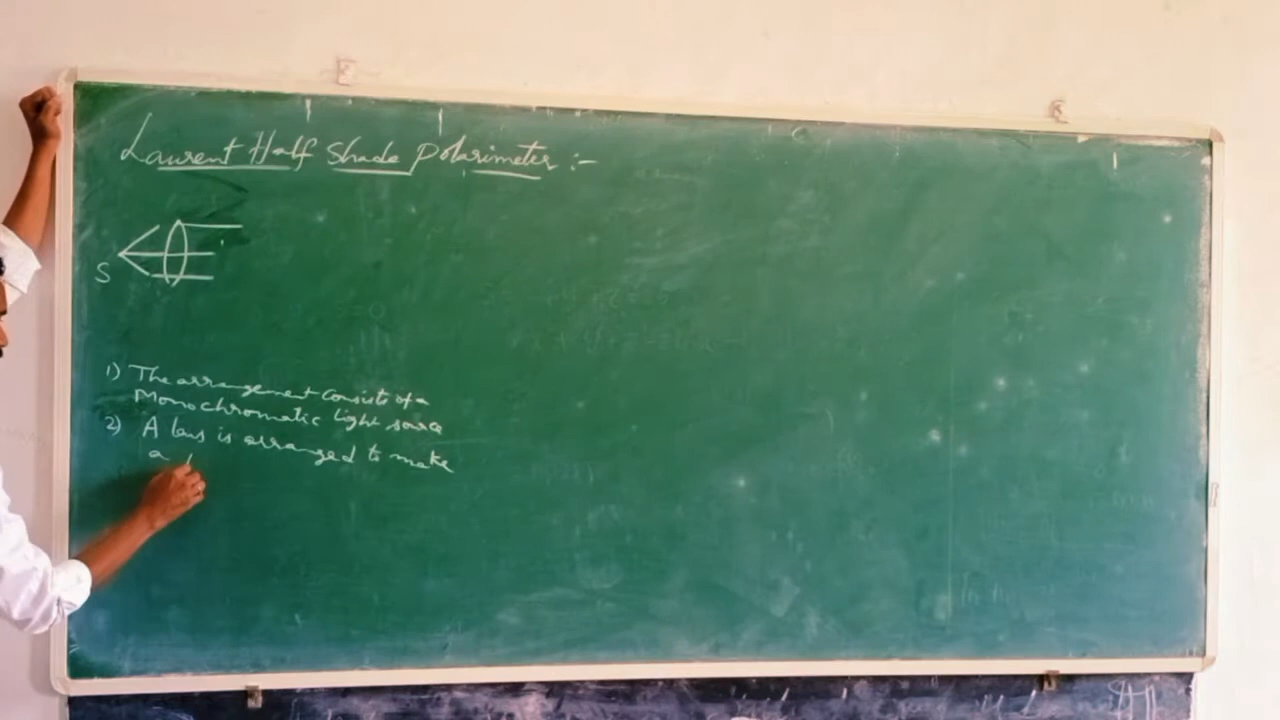 Laurent Half Shade Polarimeter :-
S
1) The arrangement consists of a
Monochromatic light source
2) A lens is arranged to make
a